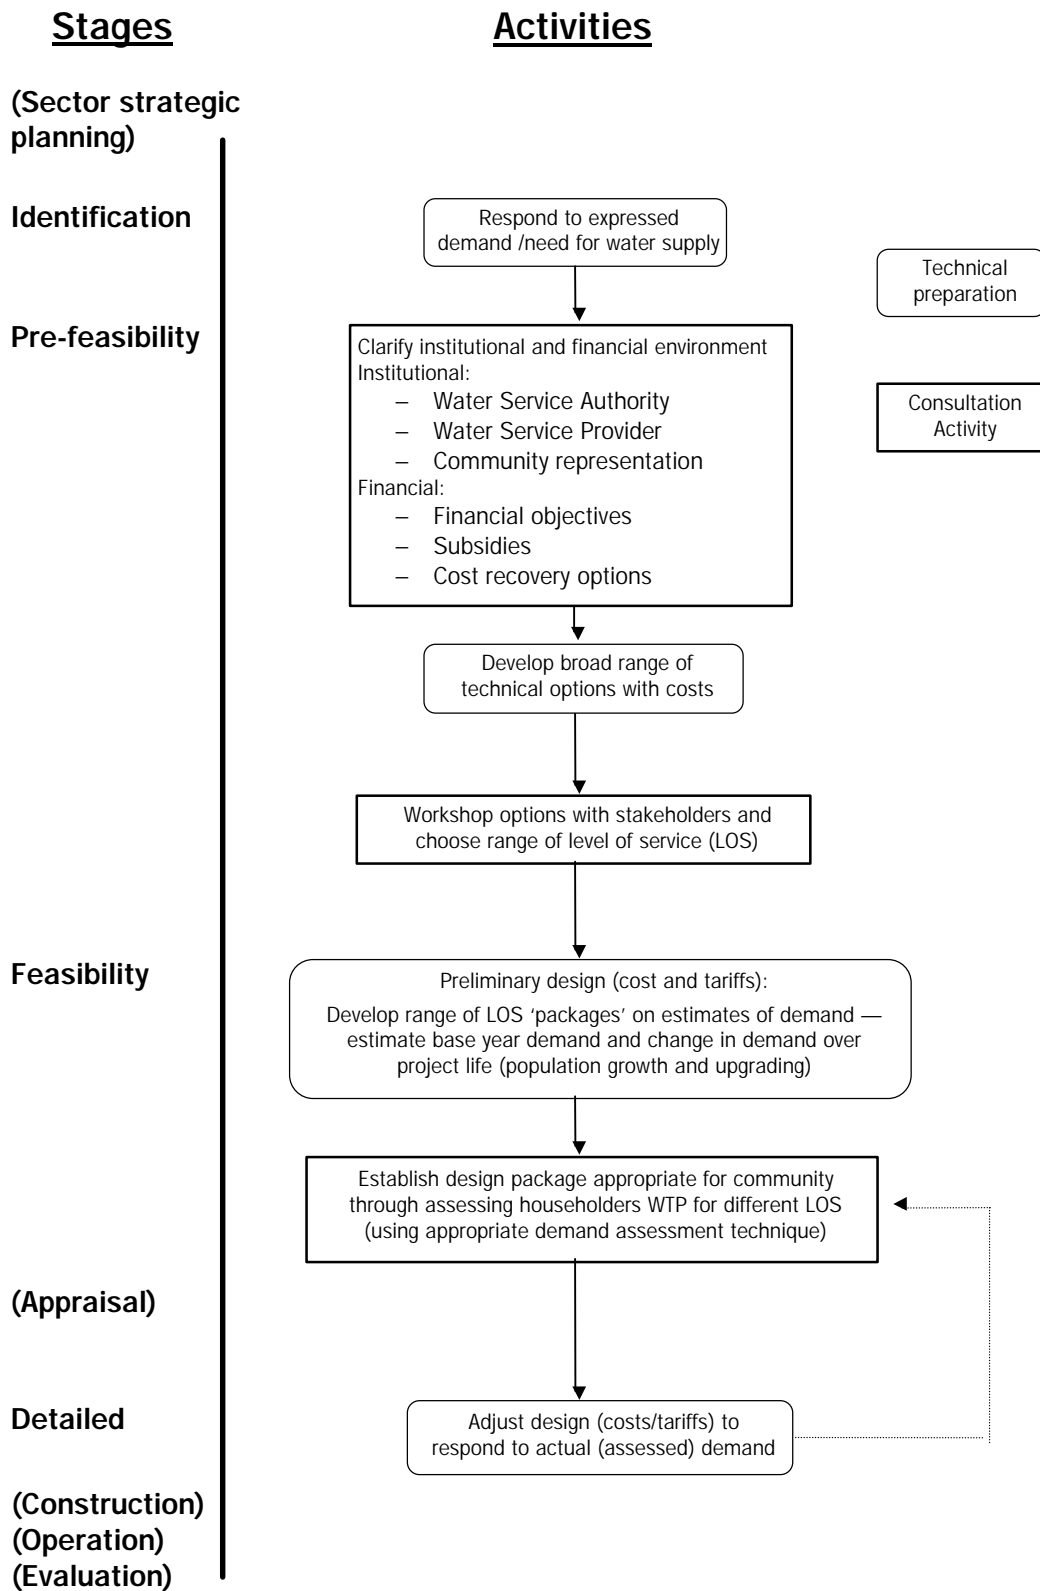 Stages
Activities
(Sector strategic
planning)
Identification
Respond to expressed
demand /need for water supply
Technical
preparation
Pre-feasibility
Clarify institutional and financial environment
Institutional:
– Water Service Authority
– Water Service Provider
– Community representation
Financial:
– Financial objectives
– Subsidies
– Cost recovery options
Consultation
Activity
Develop broad range of
technical options with costs
Workshop options with stakeholders and
choose range of level of service (LOS)
Feasibility
Preliminary design (cost and tariffs):
Develop range of LOS ‘packages’ on estimates of demand —
estimate base year demand and change in demand over
project life (population growth and upgrading)
Establish design package appropriate for community
through assessing householders WTP for different LOS
(using appropriate demand assessment technique)
(Appraisal)
Detailed
Adjust design (costs/tariffs) to
respond to actual (assessed) demand
(Construction)
(Operation)
(Evaluation)